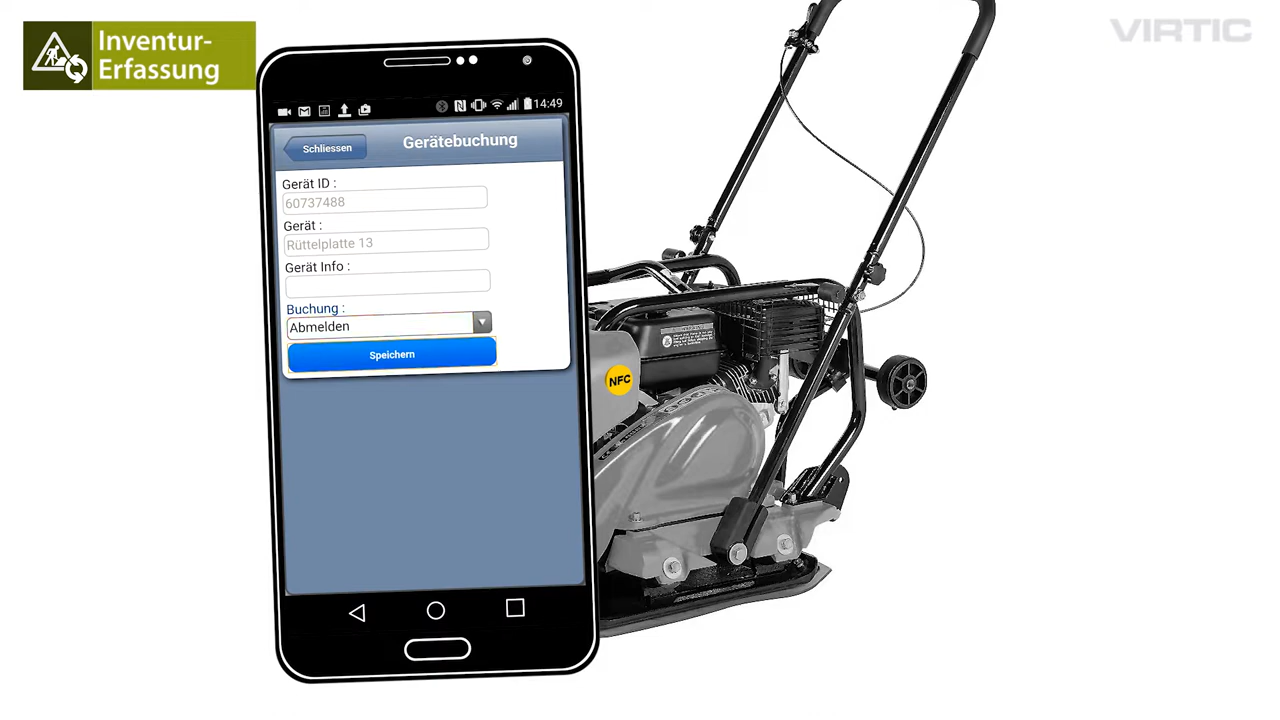 Inventur-
Erfassung
VIRTIC
14:49
Schliessen
Gerätebuchung
Gerät ID :
60737488
Gerät :
Rüttelplatte 13
Gerät Info :
Buchung :
Abmelden
Speichern
NFC